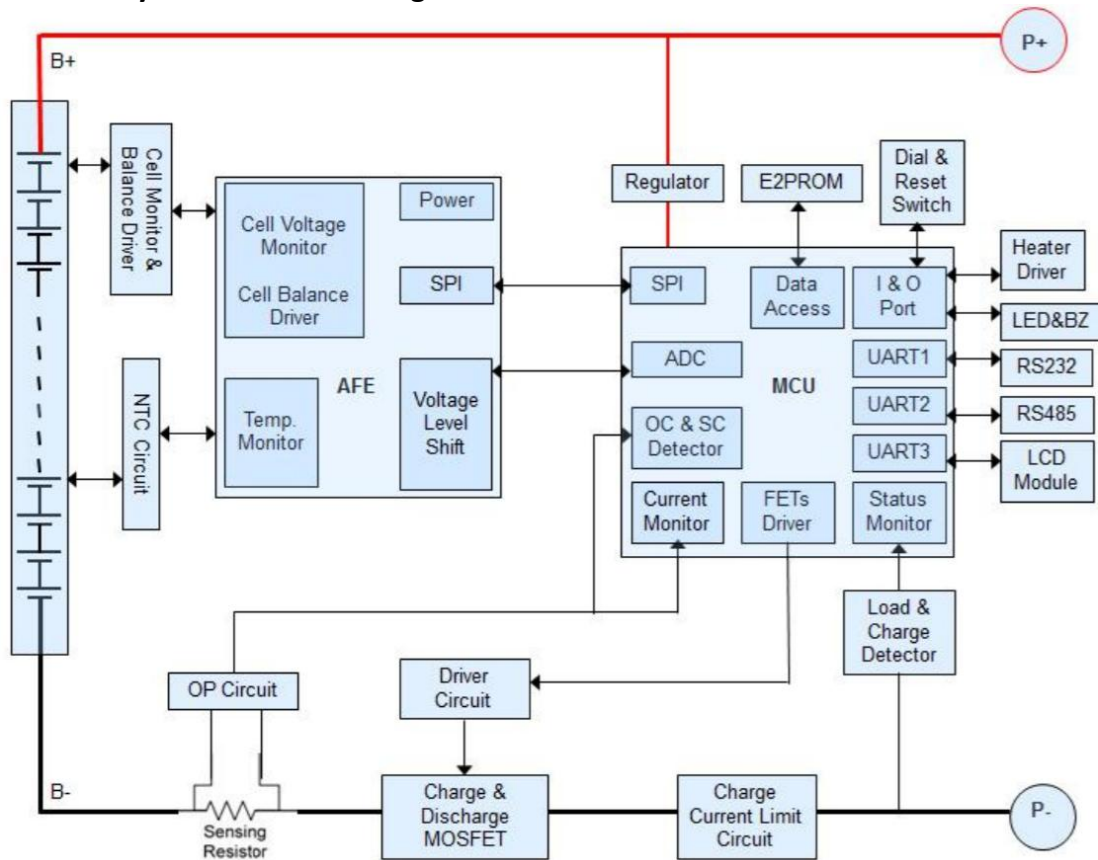 B+
P+
Cell Monitor &
Balance Driver
NTC Circuit
Cell Voltage
Monitor
Cell Balance
Driver
Power
SPI
AFE
Temp.
Monitor
Voltage
Level
Shift
Regulator
E2PROM
Dial &
Reset
Switch
SPI
Data
Access
I & O
Port
Heater
Driver
LED&BZ
ADC
MCU
UART1
RS232
OC & SC
Detector
UART2
RS485
UART3
LCD
Module
Current
Monitor
FETs
Driver
Status
Monitor
Load &
Charge
Detector
OP Circuit
Driver
Circuit
B-
Sensing
Resistor
Charge &
Discharge
MOSFET
Charge
Current Limit
Circuit
P-